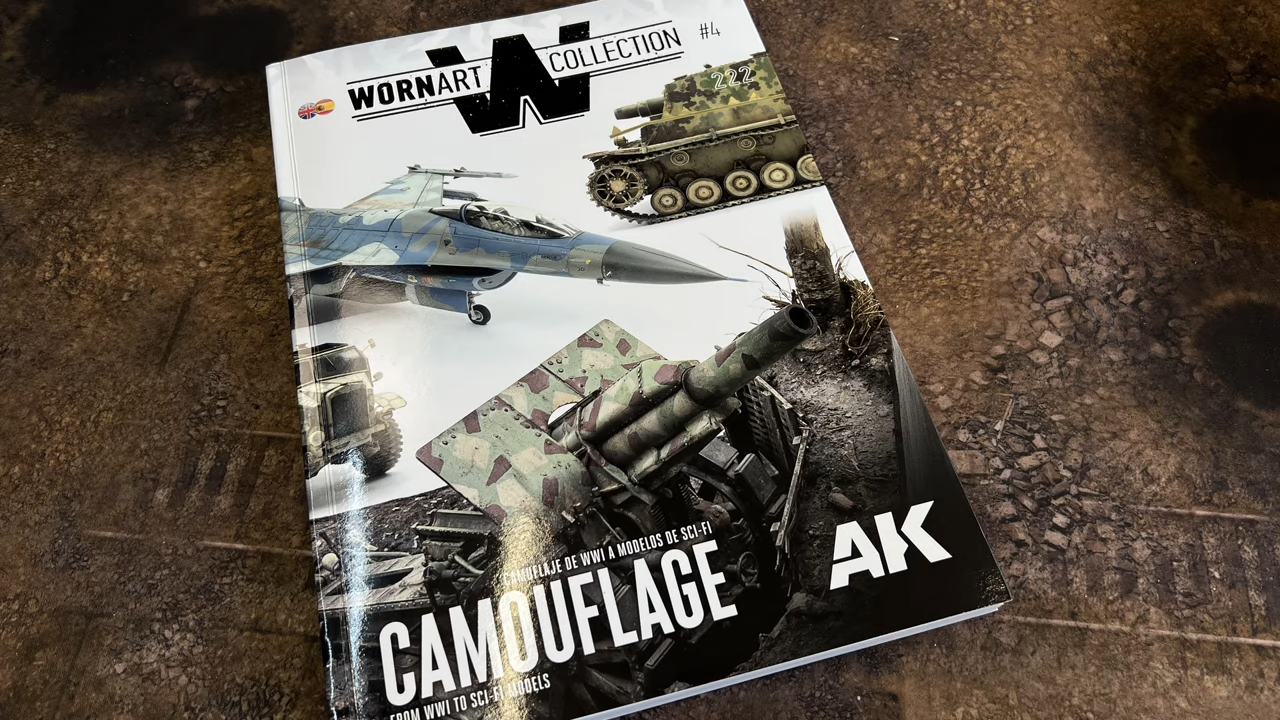 WORNART COLLECTION
#4
222
CAMUFLAJE DE WWI A MODELOS DE SCI-FI
CAMOUFLAGE
FROM WWI TO SCI-FI MODELS
AK